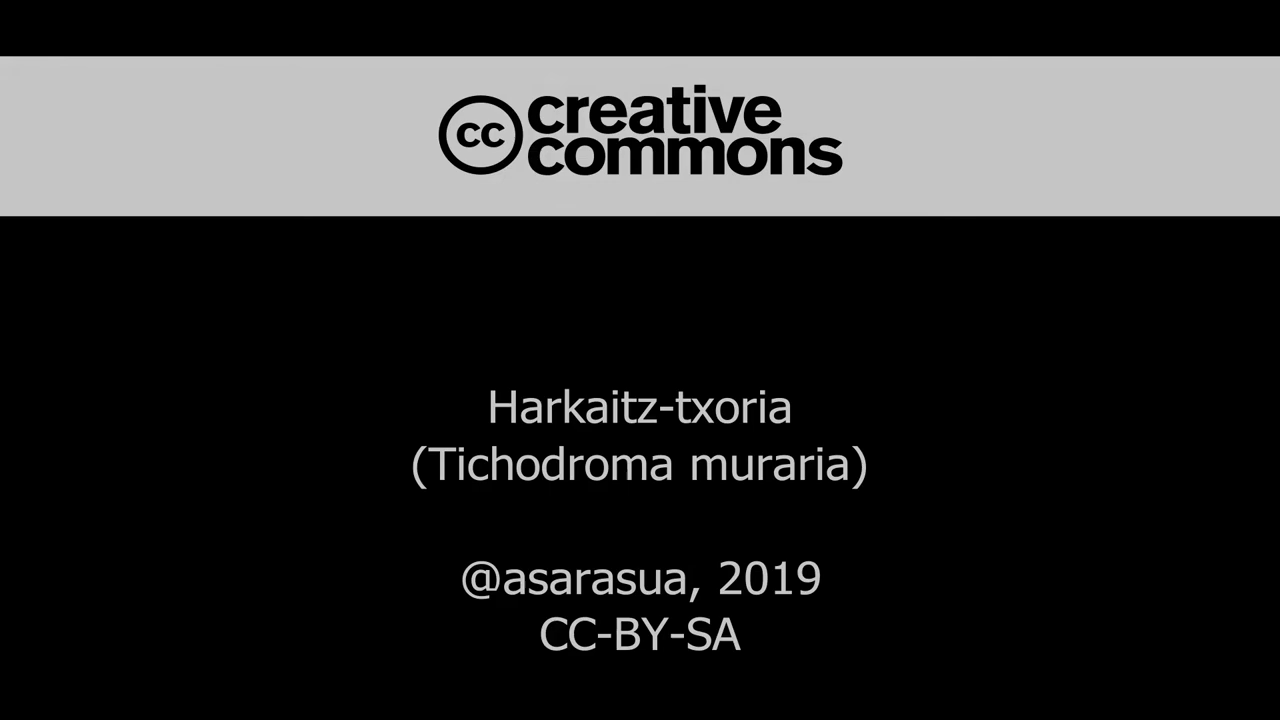 cc creative
commons
Harkaitz-txoria
(Tichodroma muraria)
@asarasua, 2019
CC-BY-SA